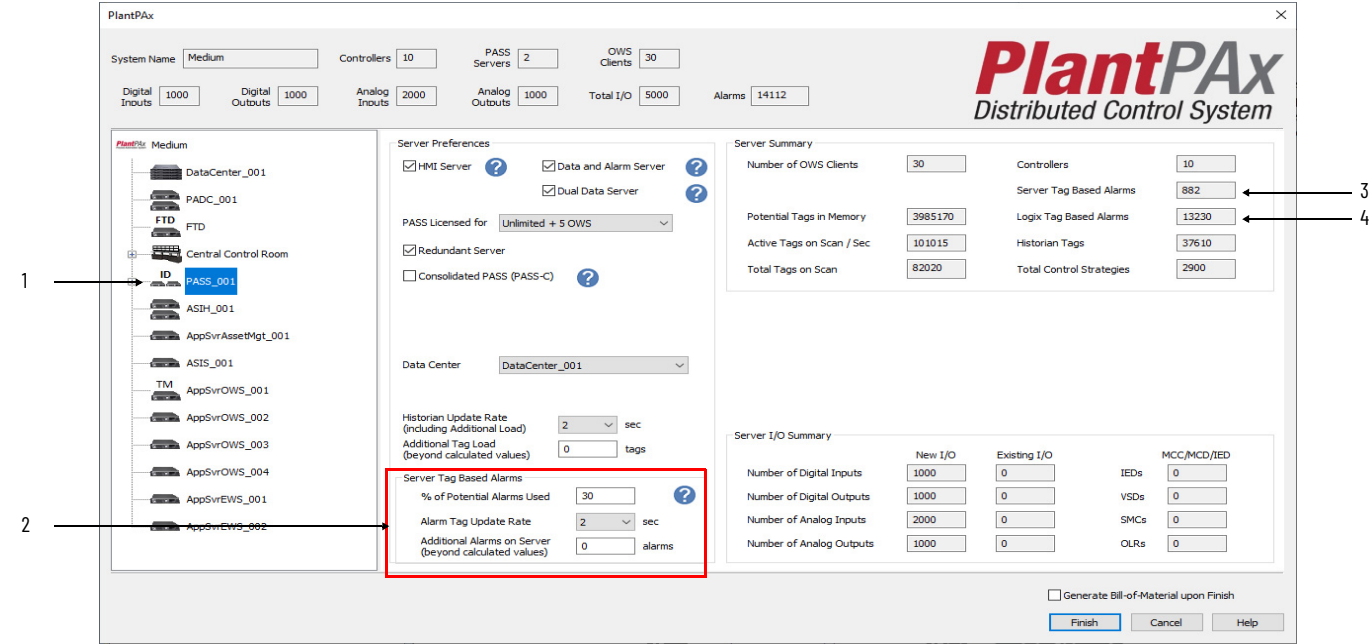 PlantPAx
System Name Medium Controllers 10 PASS Servers 2 OWS Clients 30
Digital Inputs 1000 Digital Outputs 1000 Analog Inputs 2000 Analog Outputs 1000 Total I/O 5000 Alarms 14112
PlantPAx
Distributed Control System
PlantPAx Medium
DataCenter_001
PADC_001
FTD
FTD
Central Control Room
1
ID
PASS_001
ASIH_001
AppSvrAssetMgt_001
ASIS_001
TM
AppSvrOWS_001
AppSvrOWS_002
AppSvrOWS_003
AppSvrOWS_004
AppSvrEWS_001
2
AppSvrEWS_002
Server Preferences
HMI Server ? Data and Alarm Server ?
Dual Data Server ?
PASS Licensed for Unlimited + 5 OWS
Redundant Server
Consolidated PASS (PASS-C) ?
Data Center DataCenter_001
Historian Update Rate
(including Additional Load) 2 sec
Additional Tag Load
(beyond calculated values) 0 tags
Server Tag Based Alarms
% of Potential Alarms Used 30 ?
Alarm Tag Update Rate 2 sec
Additional Alarms on Server
(beyond calculated values) 0 alarms
Server Summary
Number of OWS Clients 30 Controllers 10
Server Tag Based Alarms 882 3
Potential Tags in Memory 3985170 Logix Tag Based Alarms 13230 4
Active Tags on Scan / Sec 101015 Historian Tags 37610
Total Tags on Scan 82020 Total Control Strategies 2900
Server I/O Summary
New I/O Existing I/O MCC/MCD/IED
Number of Digital Inputs 1000 0 IEDs 0
Number of Digital Outputs 1000 0 VSDs 0
Number of Analog Inputs 2000 0 SMCs 0
Number of Analog Outputs 1000 0 OLRs 0
Generate Bill-of-Material upon Finish
Finish Cancel Help